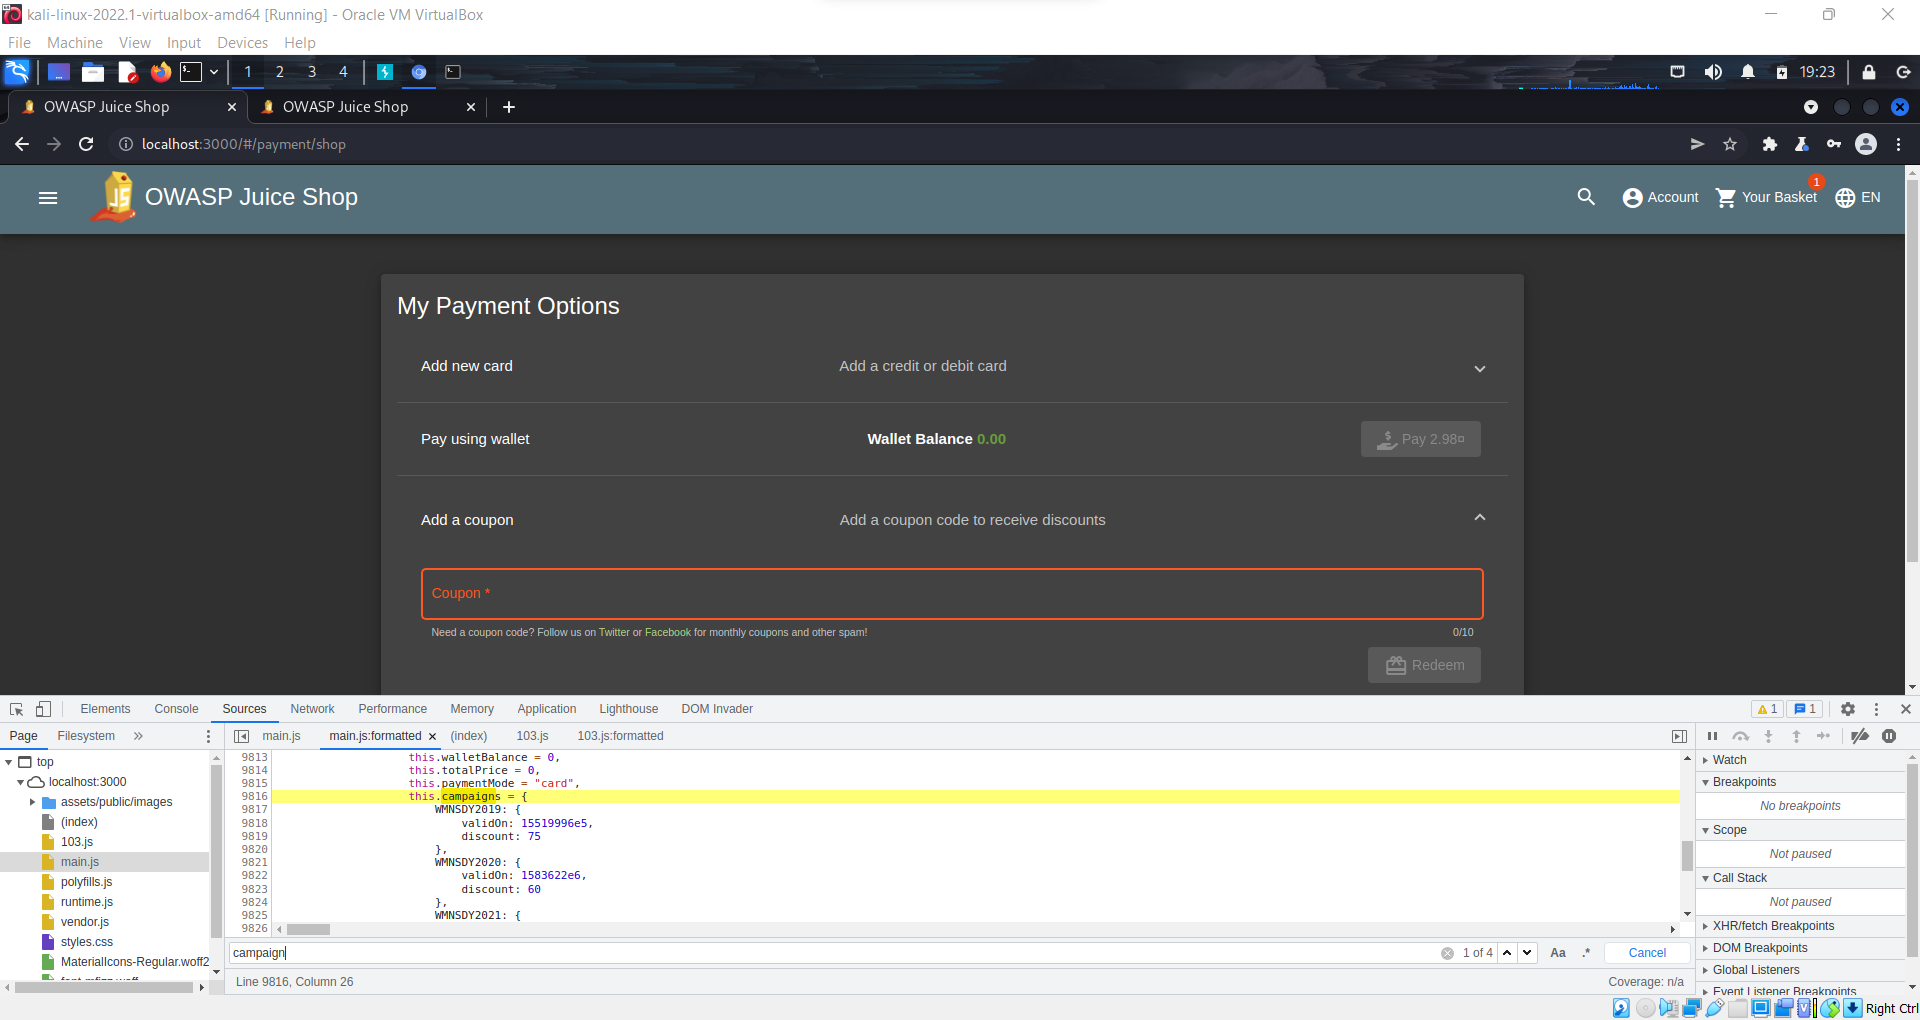 kali-linux-2022.1-virtualbox-amd64 [Running] - Oracle VM VirtualBox
File Machine View Input Devices Help
1 2 3 4 19:23
OWASP Juice Shop OWASP Juice Shop
localhost:3000/#/payment/shop
OWASP Juice Shop Account Your Basket 1 EN
My Payment Options
Add new card Add a credit or debit card
Pay using wallet Wallet Balance 0.00 Pay 2.98¤
Add a coupon Add a coupon code to receive discounts
Coupon *
Need a coupon code? Follow us on Twitter or Facebook for monthly coupons and other spam! 0/10
Redeem
Elements Console Sources Network Performance Memory Application Lighthouse DOM Invader 1 1
Page Filesystem » main.js main.js:formatted × (index) 103.js 103.js:formatted
top
localhost:3000
assets/public/images
(index)
103.js
main.js
polyfills.js
runtime.js
vendor.js
styles.css
MaterialIcons-Regular.woff2
font-mfizz.woff
9813 this.walletBalance = 0,
9814 this.totalPrice = 0,
9815 this.paymentMode = "card",
9816 this.campaigns = {
9817 WMNSDY2019: {
9818 validOn: 15519996e5,
9819 discount: 75
9820 },
9821 WMNSDY2020: {
9822 validOn: 1583622e6,
9823 discount: 60
9824 },
9825 WMNSDY2021: {
9826
campaign 1 of 4 Aa .* Cancel
Line 9816, Column 26 Coverage: n/a
Watch
Breakpoints
No breakpoints
Scope
Not paused
Call Stack
Not paused
XHR/fetch Breakpoints
DOM Breakpoints
Global Listeners
Event Listener Breakpoints
Right Ctrl